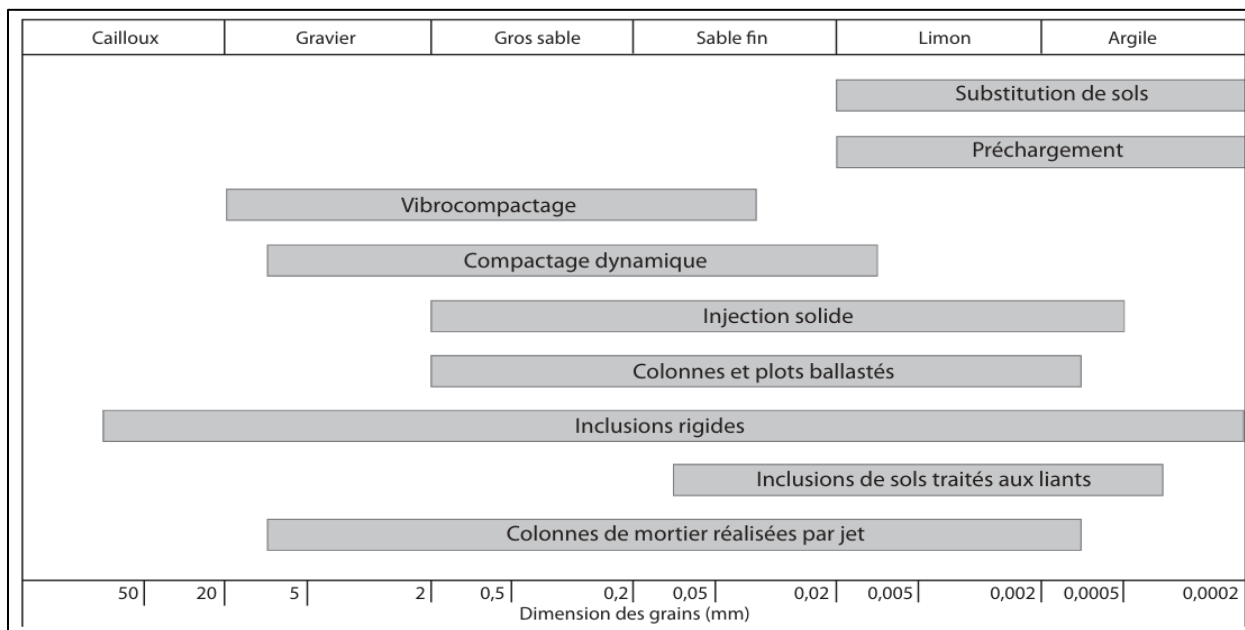 Cailloux Gravier Gros sable Sable fin Limon Argile
Substitution de sols
Préchargement
Vibrocompactage
Compactage dynamique
Injection solide
Colonnes et plots ballastés
Inclusions rigides
Inclusions de sols traités aux liants
Colonnes de mortier réalisées par jet
50 20 5 2 0,5 0,2 0,05 0,02 0,005 0,002 0,0005 0,0002
Dimension des grains (mm)